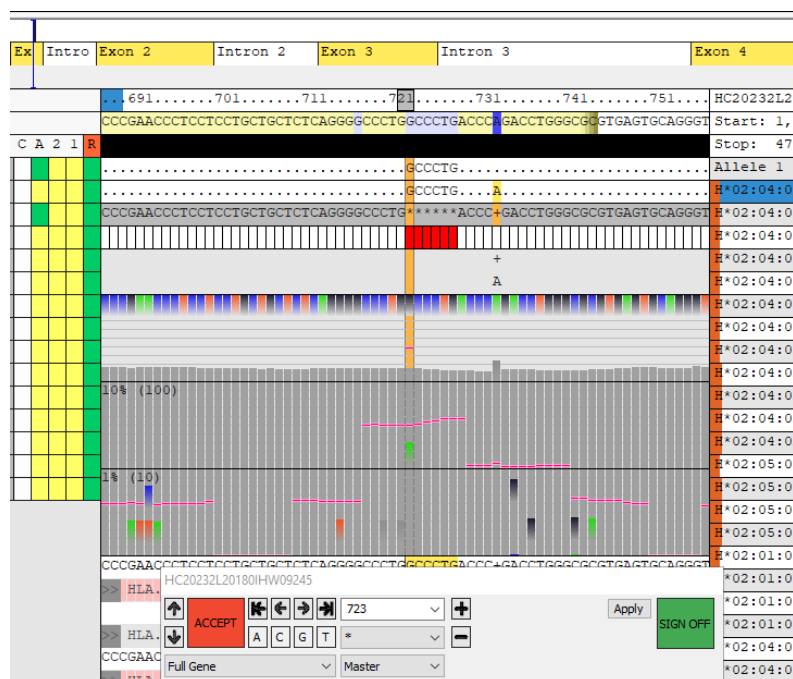 Ex Intro Exon 2 Intron 2 Exon 3 Intron 3 Exon 4
...691.......701.......711.......721.......731.......741.......751.... HC20232L2
CCCGAACCCTCCTCCTGCTGCTCTCAGGGGCCCTGGCCCTGACCCAGACCTGGGCGCGTGAGTGCAGGGT Start: 1,
C A 2 1 R Stop: 47
...................................GCCCTG............................. Allele 1
...................................GCCCTG....A........................ H*02:04:0
CCCGAACCCTCCTCCTGCTGCTCTCAGGGGCCCTG******ACCC+GACCTGGGCGCGTGAGTGCAGGGT H*02:04:0
H*02:04:0
+ H*02:04:0
A H*02:04:0
H*02:04:0
H*02:04:0
H*02:04:0
H*02:04:0
10% (100) H*02:04:0
H*02:04:0
H*02:04:0
H*02:05:0
1% (10) H*02:05:0
H*02:05:0
H*02:05:0
H*02:01:0
CCCGAACCCTCCTCCTGCTGCTCTCAGGGGCCCTGGCCCTGACCC+GACCTGGGCGCGTGAGTGCAGGGT
HC20232L20180IHW09245 *02:01:0
>> HLA. 723 Apply *02:01:0
ACCEPT SIGN OFF *02:01:0
>> HLA. A C G T * *02:04:0
CCCGAAC Full Gene Master *02:04:0